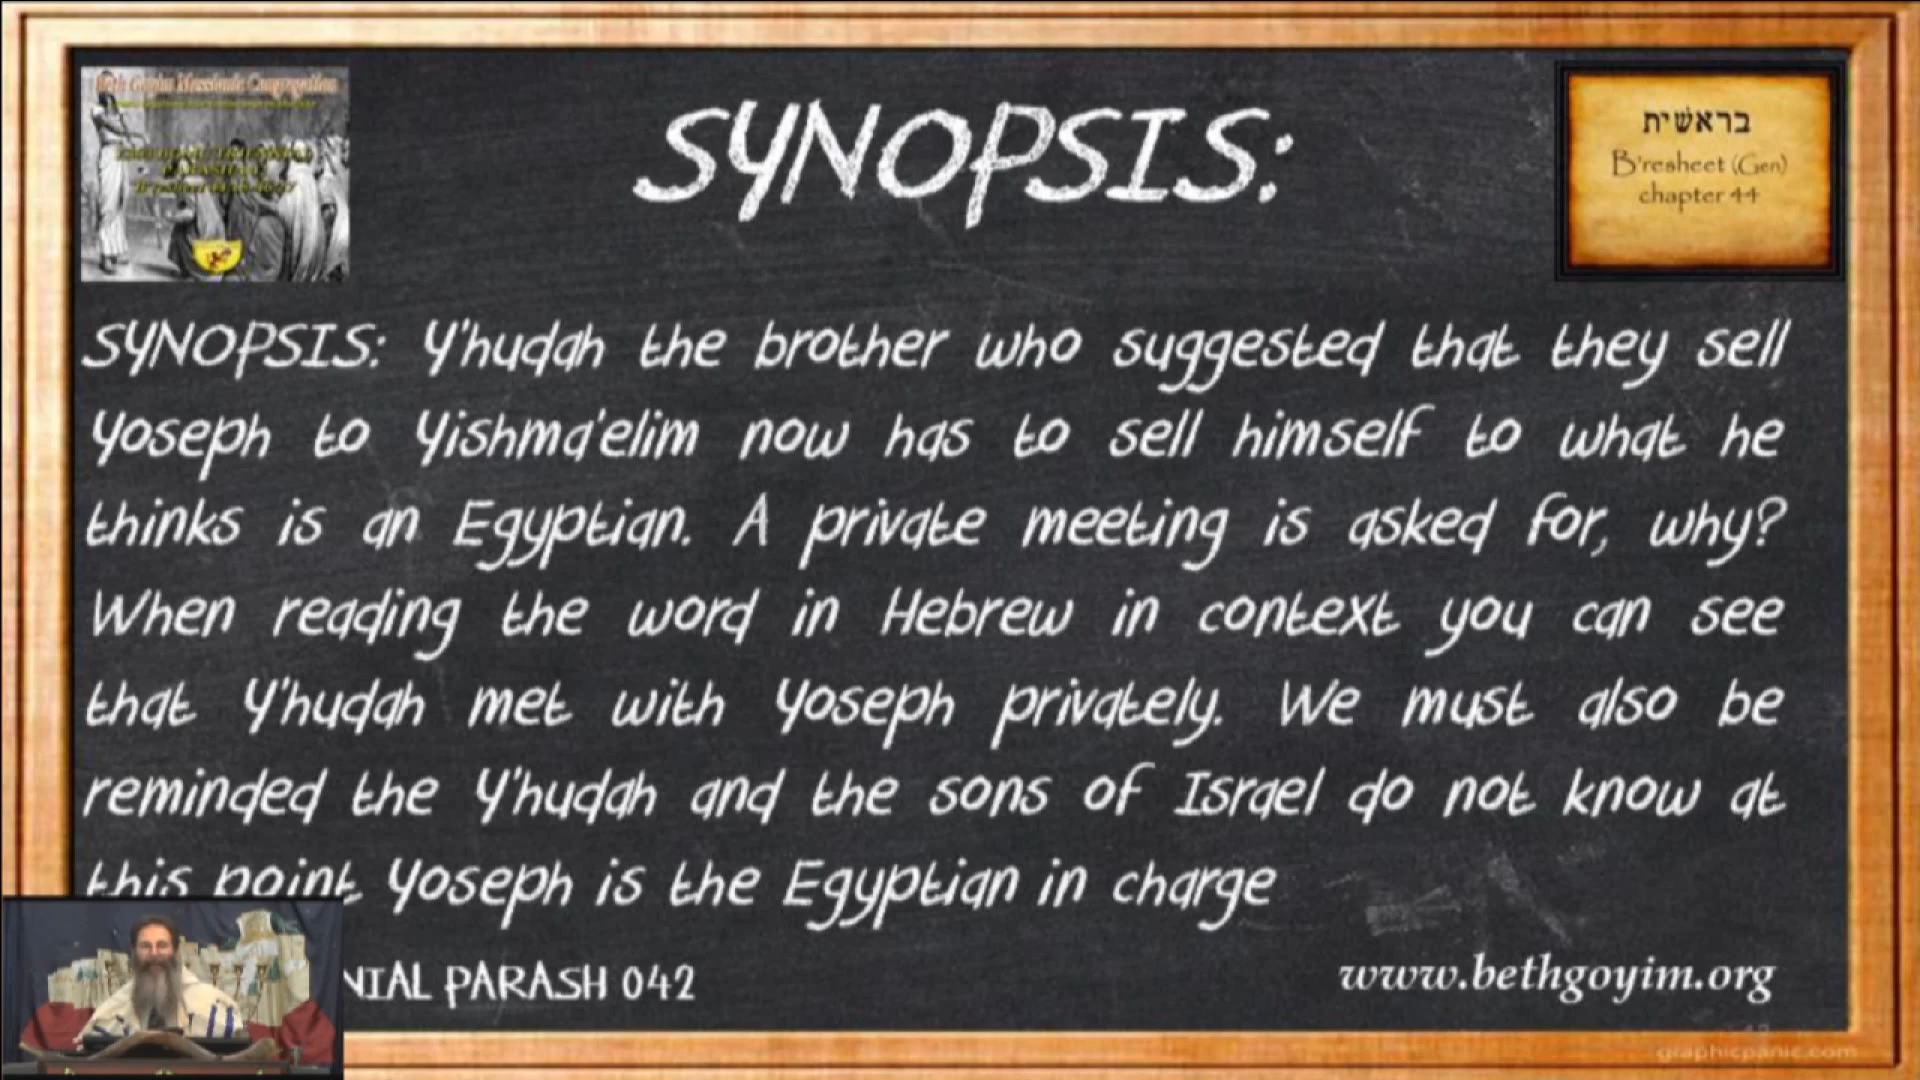 Beth Goyim Messianic Congregation
SYNOPSIS:
בראשית
B'resheet (Gen)
chapter 44
SYNOPSIS: Y'hudah the brother who suggested that they sell
Yoseph to Yishma'elim now has to sell himself to what he
thinks is an Egyptian. A private meeting is asked for, why?
When reading the word in Hebrew in context you can see
that Y'hudah met with Yoseph privately. We must also be
reminded the Y'hudah and the sons of Israel do not know at
this point Yoseph is the Egyptian in charge
NIAL PARASH 042
www.bethgoyim.org
graphicpanic.com